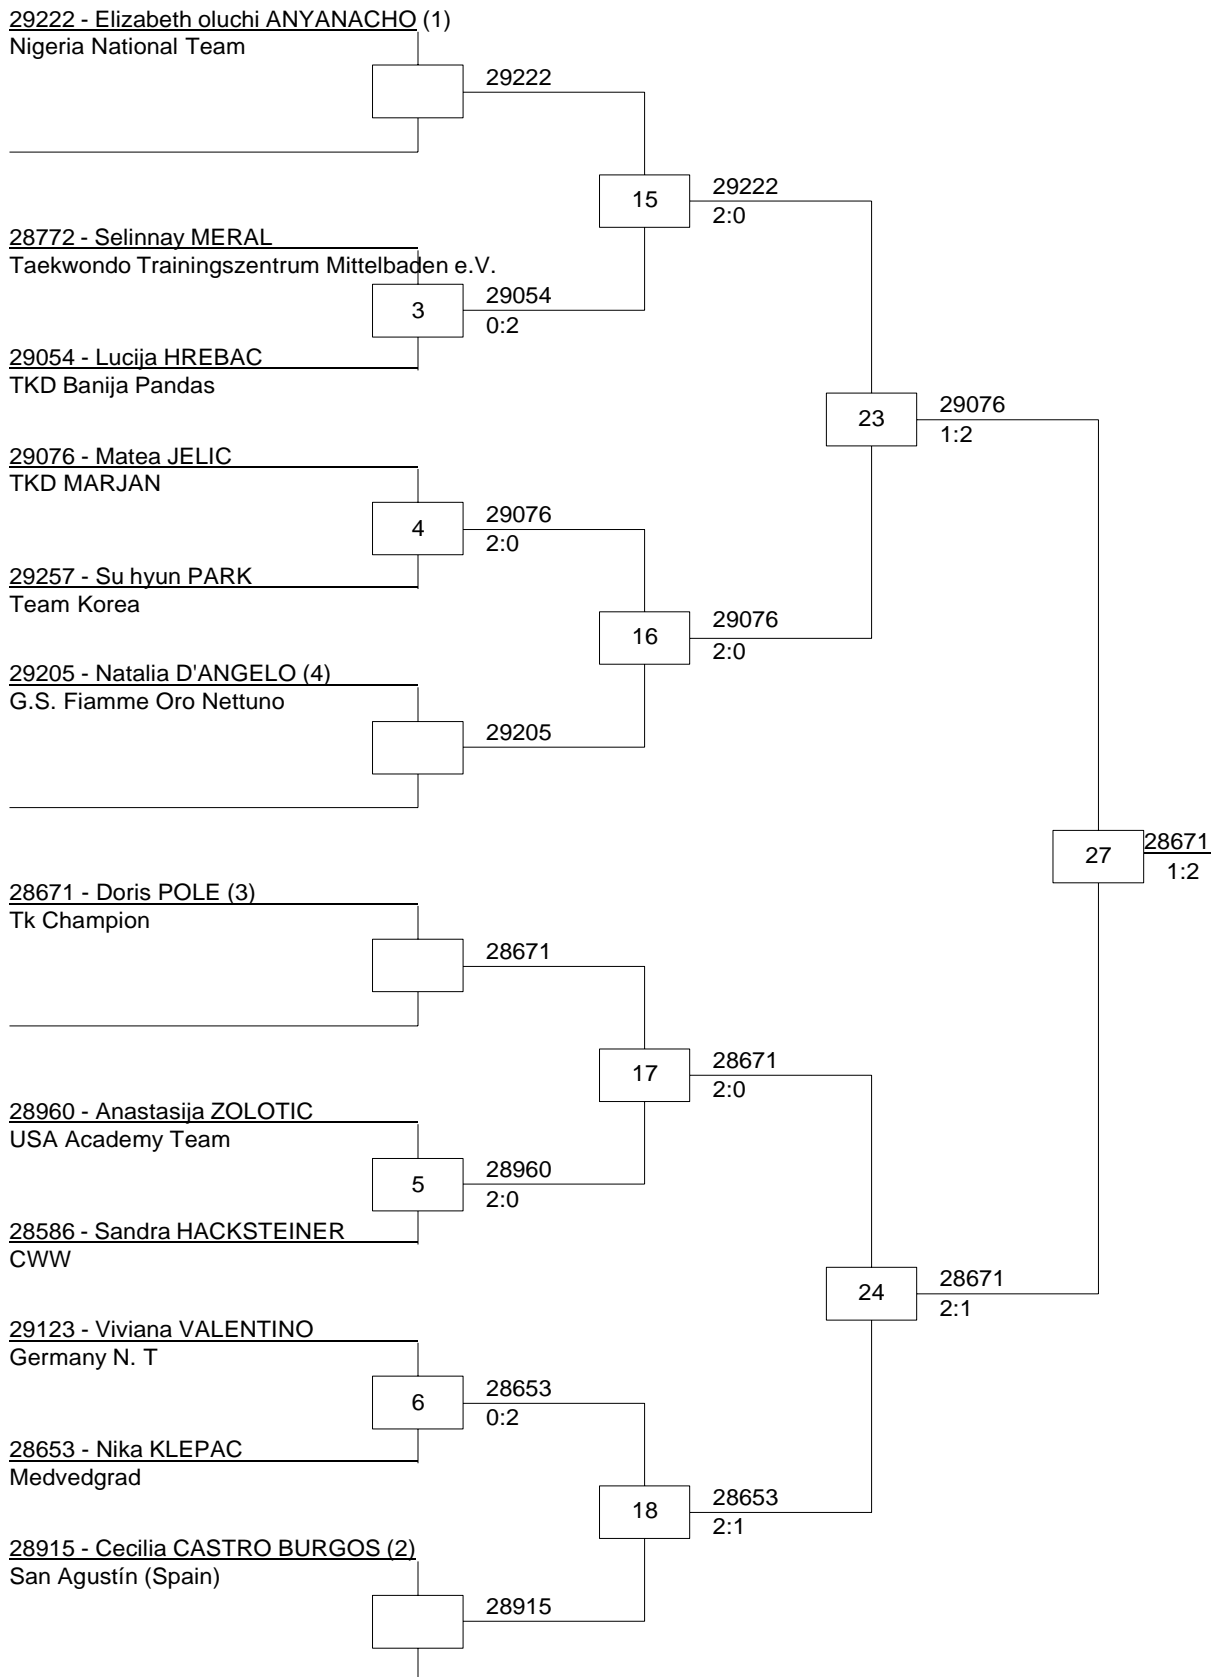 29222 - Elizabeth oluchi ANYANACHO (1)
Nigeria National Team
29222
15
29222
2:0
28772 - Selinnay MERAL
Taekwondo Trainingszentrum Mittelbaden e.V.
3
29054
0:2
29054 - Lucija HREBAC
TKD Banija Pandas
23
29076
1:2
29076 - Matea JELIC
TKD MARJAN
4
29076
2:0
29257 - Su hyun PARK
Team Korea
16
29076
2:0
29205 - Natalia D'ANGELO (4)
G.S. Fiamme Oro Nettuno
29205
27
28671
1:2
28671 - Doris POLE (3)
Tk Champion
28671
17
28671
2:0
28960 - Anastasija ZOLOTIC
USA Academy Team
5
28960
2:0
28586 - Sandra HACKSTEINER
CWW
24
28671
2:1
29123 - Viviana VALENTINO
Germany N. T
6
28653
0:2
28653 - Nika KLEPAC
Medvedgrad
18
28653
2:1
28915 - Cecilia CASTRO BURGOS (2)
San Agustín (Spain)
28915